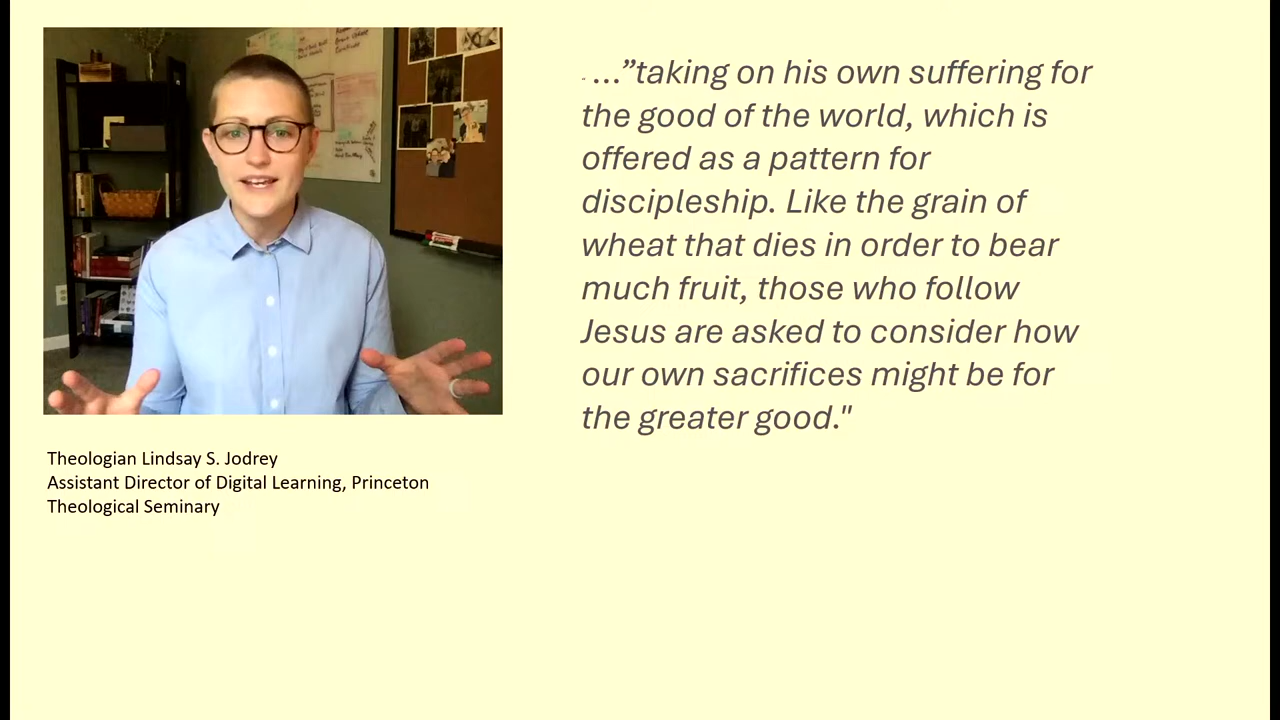 …”taking on his own suffering for
the good of the world, which is
offered as a pattern for
discipleship. Like the grain of
wheat that dies in order to bear
much fruit, those who follow
Jesus are asked to consider how
our own sacrifices might be for
the greater good."
Theologian Lindsay S. Jodrey
Assistant Director of Digital Learning, Princeton
Theological Seminary